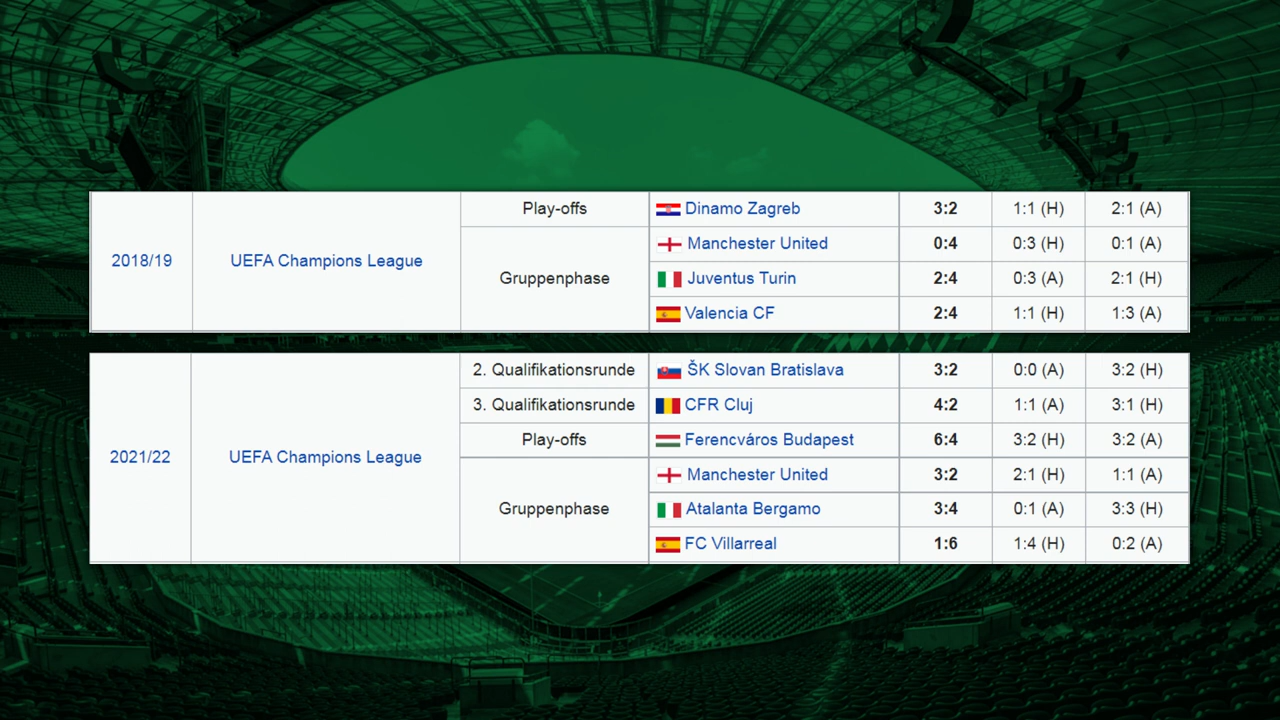 2018/19 UEFA Champions League Play-offs Dinamo Zagreb 3:2 1:1 (H) 2:1 (A)
Gruppenphase Manchester United 0:4 0:3 (H) 0:1 (A)
Juventus Turin 2:4 0:3 (A) 2:1 (H)
Valencia CF 2:4 1:1 (H) 1:3 (A)
2021/22 UEFA Champions League 2. Qualifikationsrunde ŠK Slovan Bratislava 3:2 0:0 (A) 3:2 (H)
3. Qualifikationsrunde CFR Cluj 4:2 1:1 (A) 3:1 (H)
Play-offs Ferencváros Budapest 6:4 3:2 (H) 3:2 (A)
Gruppenphase Manchester United 3:2 2:1 (H) 1:1 (A)
Atalanta Bergamo 3:4 0:1 (A) 3:3 (H)
FC Villarreal 1:6 1:4 (H) 0:2 (A)